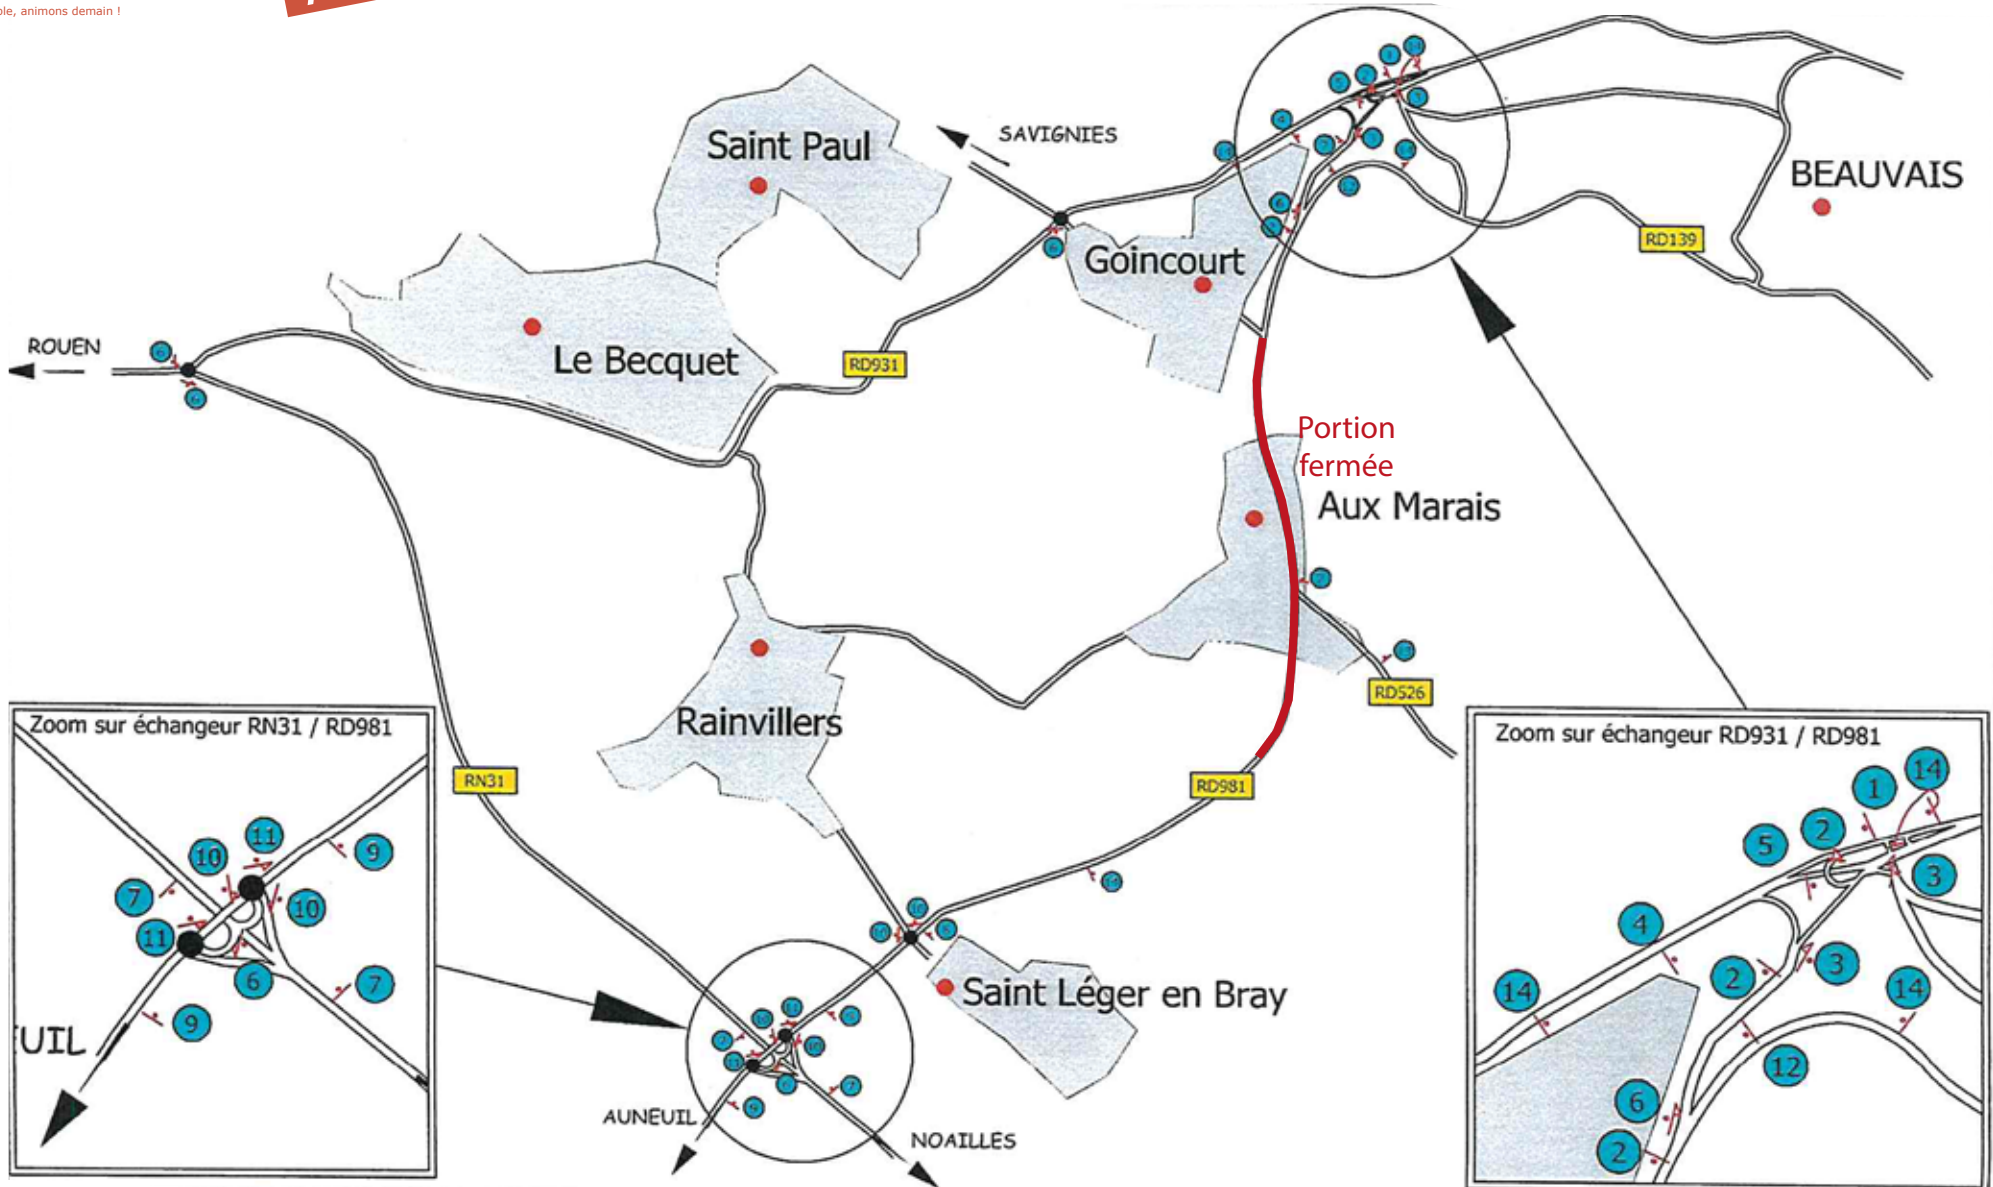 ble, animons demain !
Saint Paul
SAVIGNIES
BEAUVAIS
Goincourt
RD139
ROUEN
Le Becquet
RD931
Portion
fermée
Aux Marais
RD526
Rainvillers
RN31
RD981
Saint Léger en Bray
AUNEUIL
NOAILLES
Zoom sur échangeur RN31 / RD981
11
10
9
7
10
11
6
7
9
UIL
Zoom sur échangeur RD931 / RD981
14
1
2
5
3
4
2
3
14
14
12
6
2